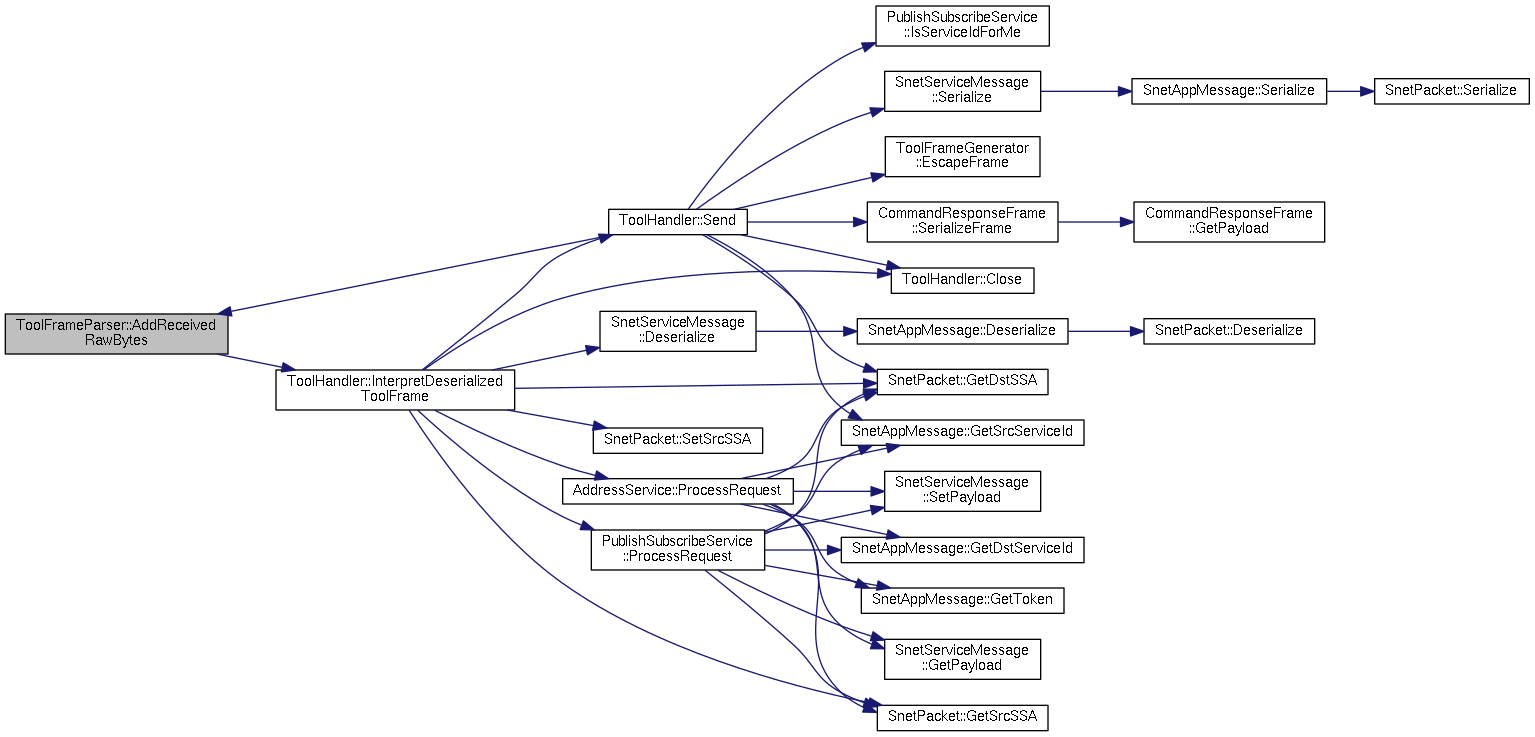 PublishSubscribeService
::IsServiceIdForMe
SnetServiceMessage
::Serialize
SnetAppMessage::Serialize
SnetPacket::Serialize
ToolFrameGenerator
::EscapeFrame
ToolHandler::Send
CommandResponseFrame
::SerializeFrame
CommandResponseFrame
::GetPayload
ToolHandler::Close
ToolFrameParser::AddReceived
RawBytes
SnetServiceMessage
::Deserialize
SnetAppMessage::Deserialize
SnetPacket::Deserialize
ToolHandler::InterpretDeserialized
ToolFrame
SnetPacket::GetDstSSA
SnetPacket::SetSrcSSA
SnetAppMessage::GetSrcServiceId
AddressService::ProcessRequest
SnetServiceMessage
::SetPayload
PublishSubscribeService
::ProcessRequest
SnetAppMessage::GetDstServiceId
SnetAppMessage::GetToken
SnetServiceMessage
::GetPayload
SnetPacket::GetSrcSSA